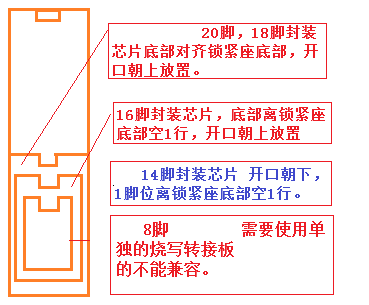 20脚，18脚封装
芯片底部对齐锁紧座底部，开
口朝上放置。
16脚封装芯片，底部离锁紧座
底部空1行，开口朝上放置
14脚封装芯片 开口朝下，
1脚位离锁紧座底部空1行。
8脚 需要使用单
独的烧写转接板
的不能兼容。